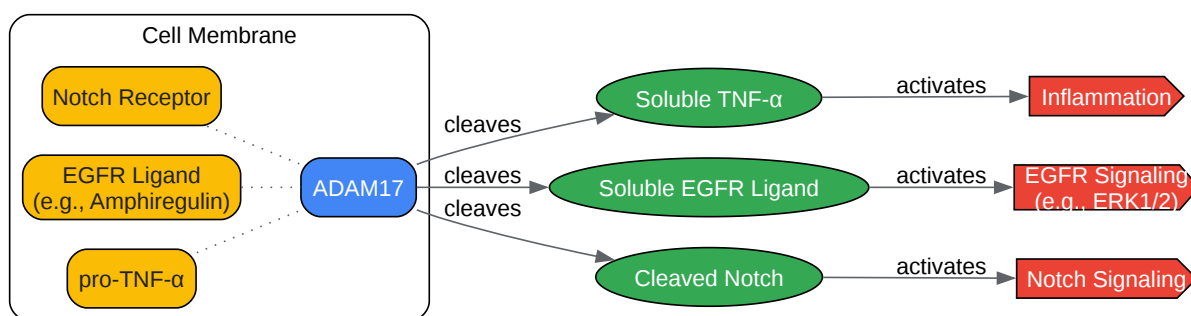 Cell Membrane
Notch Receptor
EGFR Ligand
(e.g., Amphiregulin)
pro-TNF-α
ADAM17
cleaves
cleaves
cleaves
Soluble TNF-α
Soluble EGFR Ligand
Cleaved Notch
activates
activates
activates
Inflammation
EGFR Signaling
(e.g., ERK1/2)
Notch Signaling